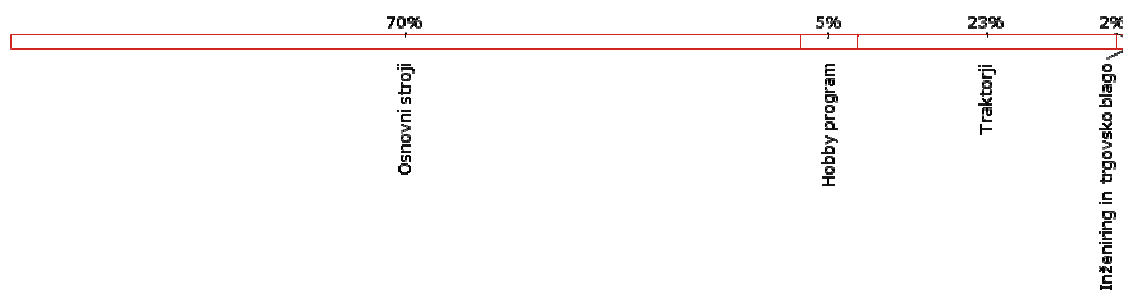 70% 5% 23% 2%
Osnovni stroji
Hobby program
Traktorji
Inženiring in trgovsko blago